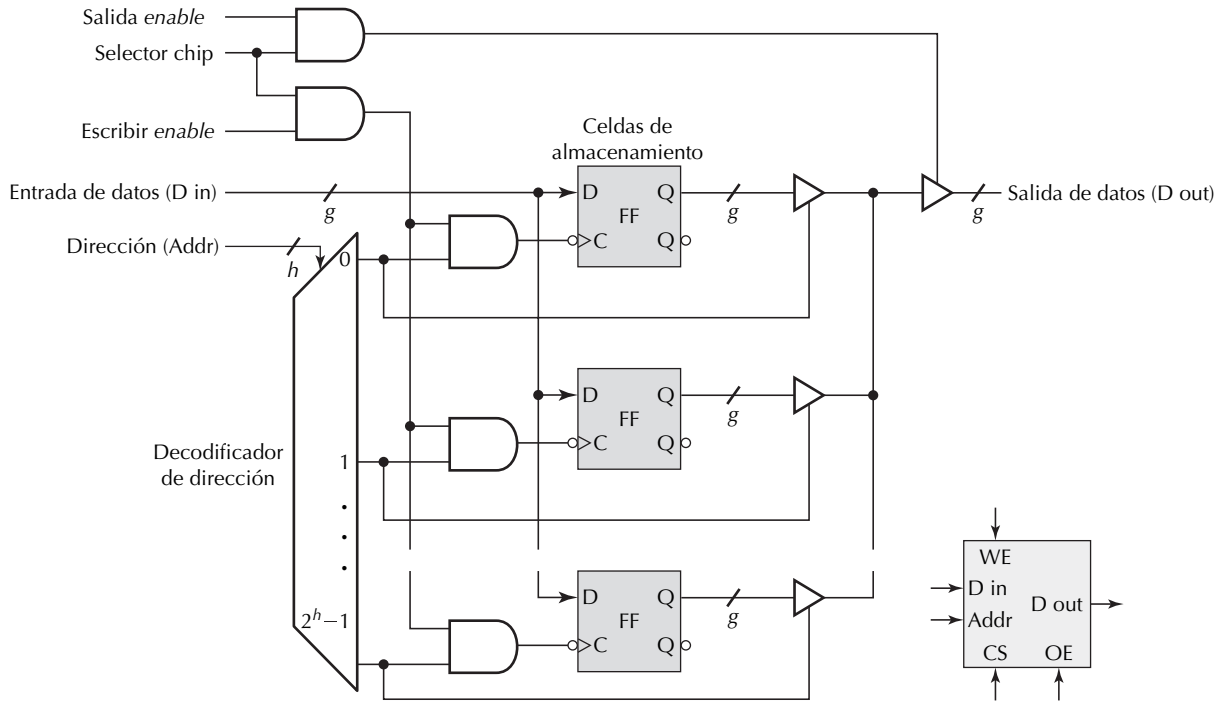 Salida enable
Selector chip
Escribir enable
Celdas de
almacenamiento
Entrada de datos (D in)
g
D
Q
g
g
Salida de datos (D out)
FF
C
Q
Dirección (Addr)
h
0
D
Q
g
FF
C
Q
Decodificador
de dirección
1
.
.
.
D
Q
g
FF
C
Q
2^h−1
WE
D in
D out
Addr
CS
OE